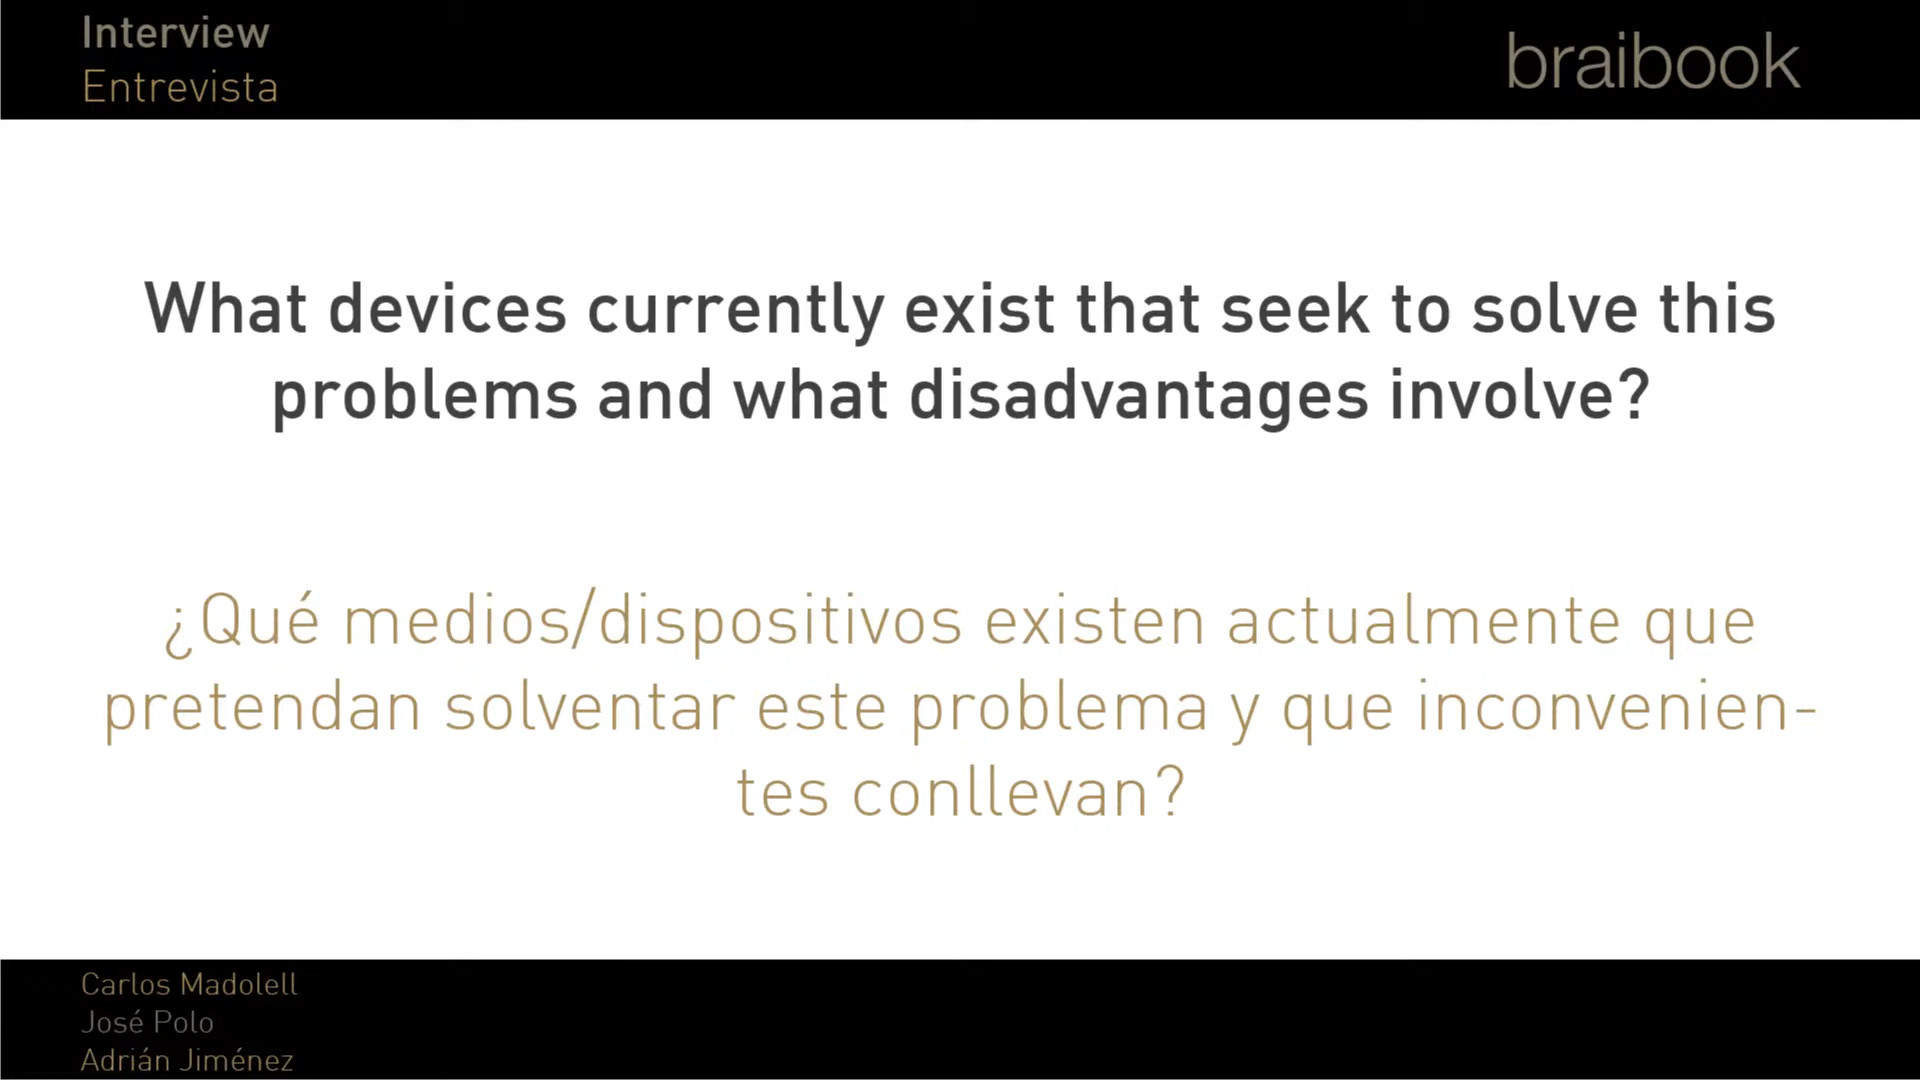 Interview
Entrevista
braibook
What devices currently exist that seek to solve this
problems and what disadvantages involve?
¿Qué medios/dispositivos existen actualmente que
pretendan solventar este problema y que inconvenien-
tes conllevan?
Carlos Madolell
José Polo
Adrián Jiménez